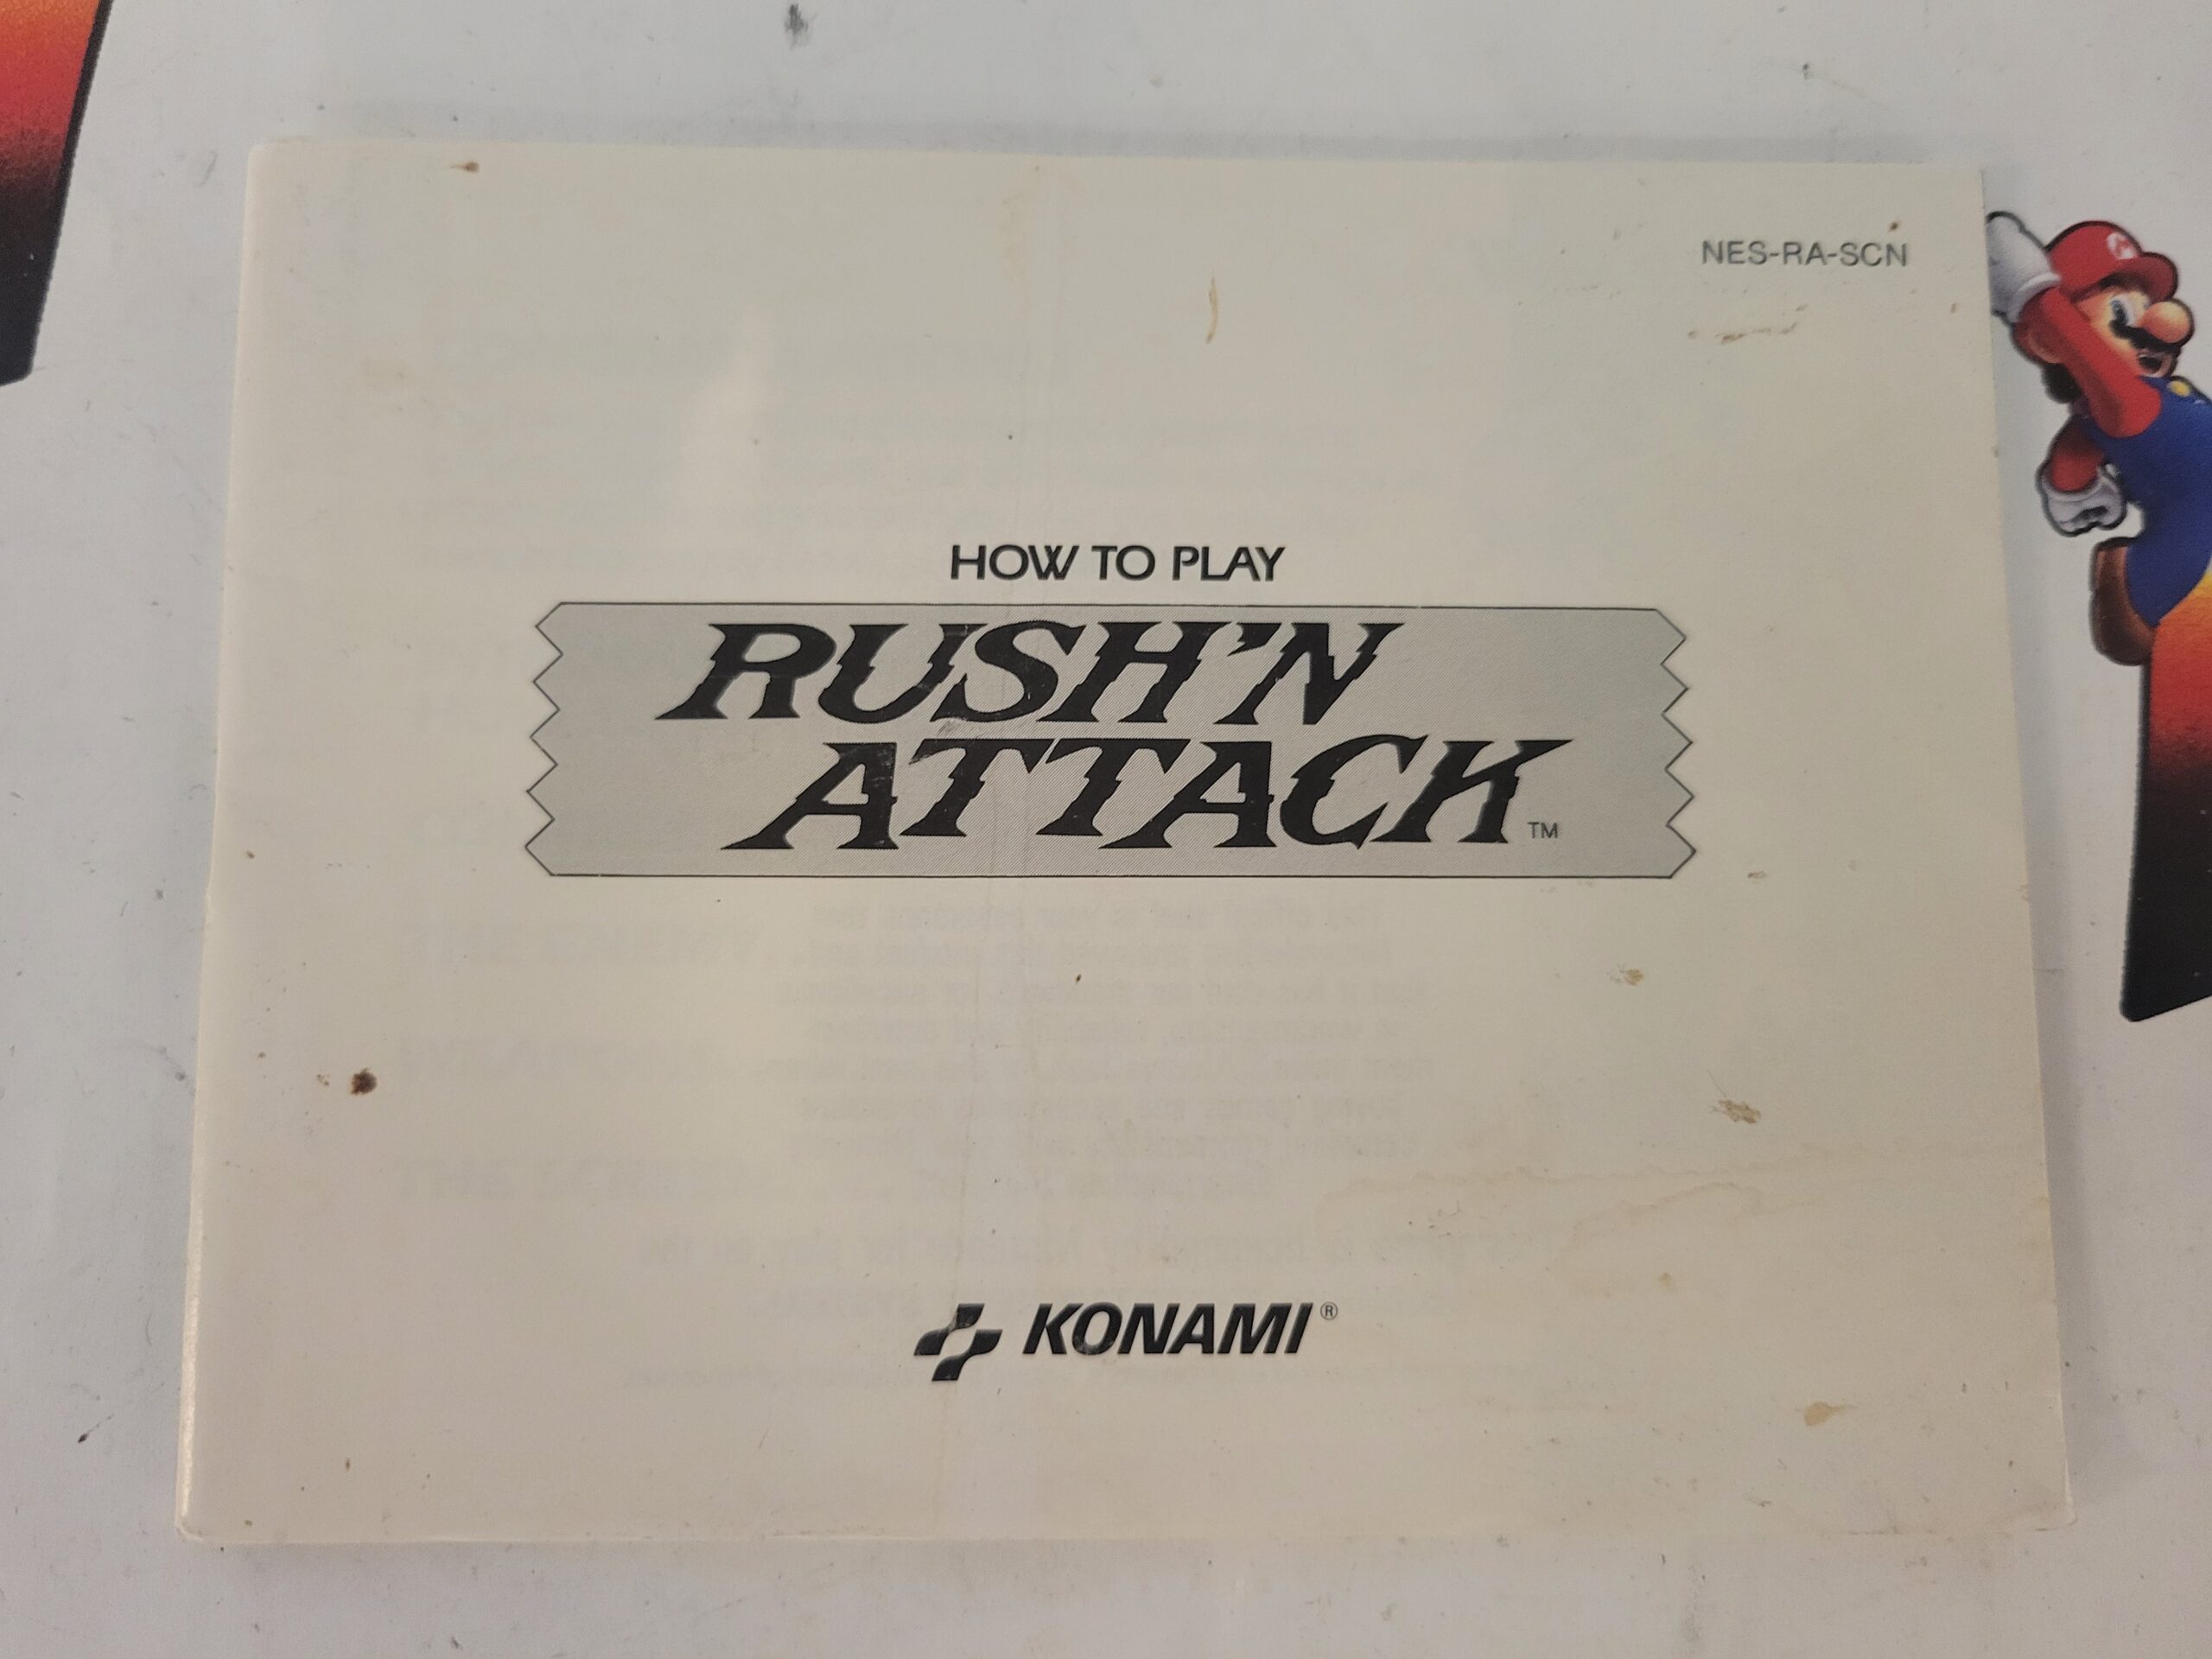 NES-RA-SCN
HOW TO PLAY
RUSH'N
ATTACK™
KONAMI®